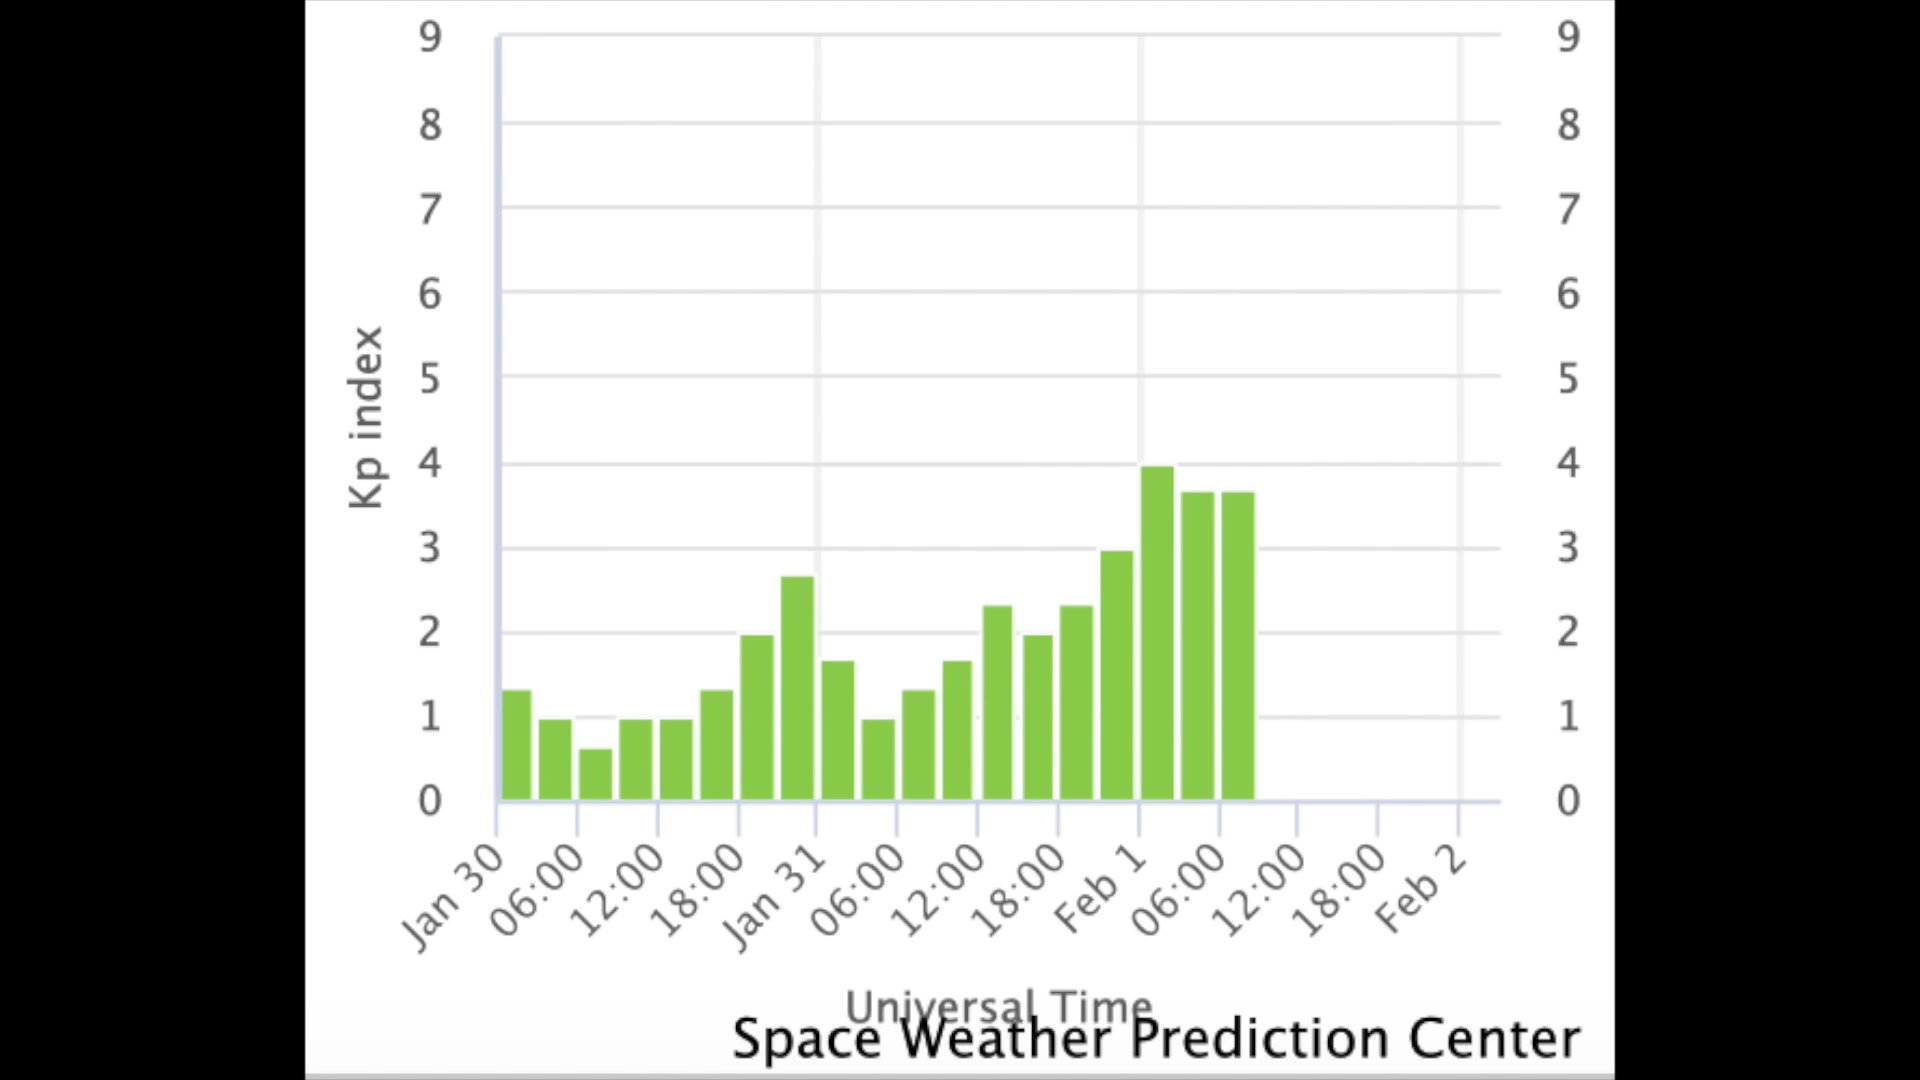 9 9
8 8
7 7
6 6
5 5
4 4
3 3
2 2
1 1
0 0
Kp index
Jan 30 06:00 12:00 18:00 Jan 31 06:00 12:00 18:00 Feb 1 06:00 12:00 18:00 Feb 2
Universal Time
Space Weather Prediction Center